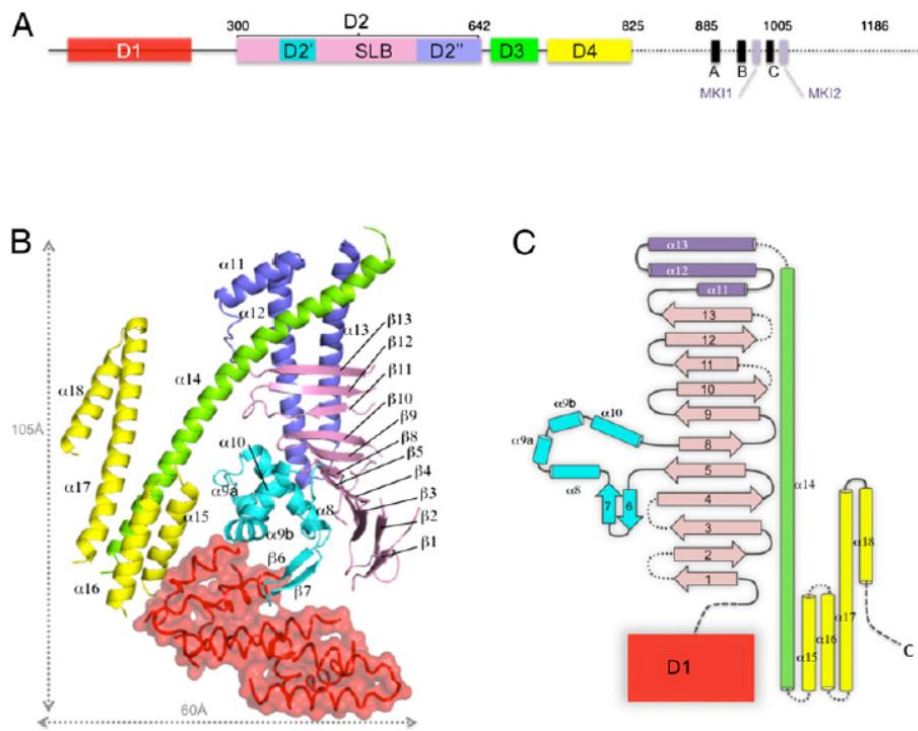 A
D2
300
642
825
885
1005
1186
D1
D2'
SLB
D2''
D3
D4
A
B
C
MKI1
MKI2
B
α11
α12
α13
β13
β12
β11
β10
β9
β8
β5
β4
β3
β2
β1
α14
α18
105Å
α10
α17
α9a
α15
α8
α9b
β6
β7
α16
60Å
C
α13
α12
α11
13
12
11
10
9
8
5
4
3
2
1
α9b
α10
α9a
α8
7
6
α14
α18
α17
α16
α15
C
D1